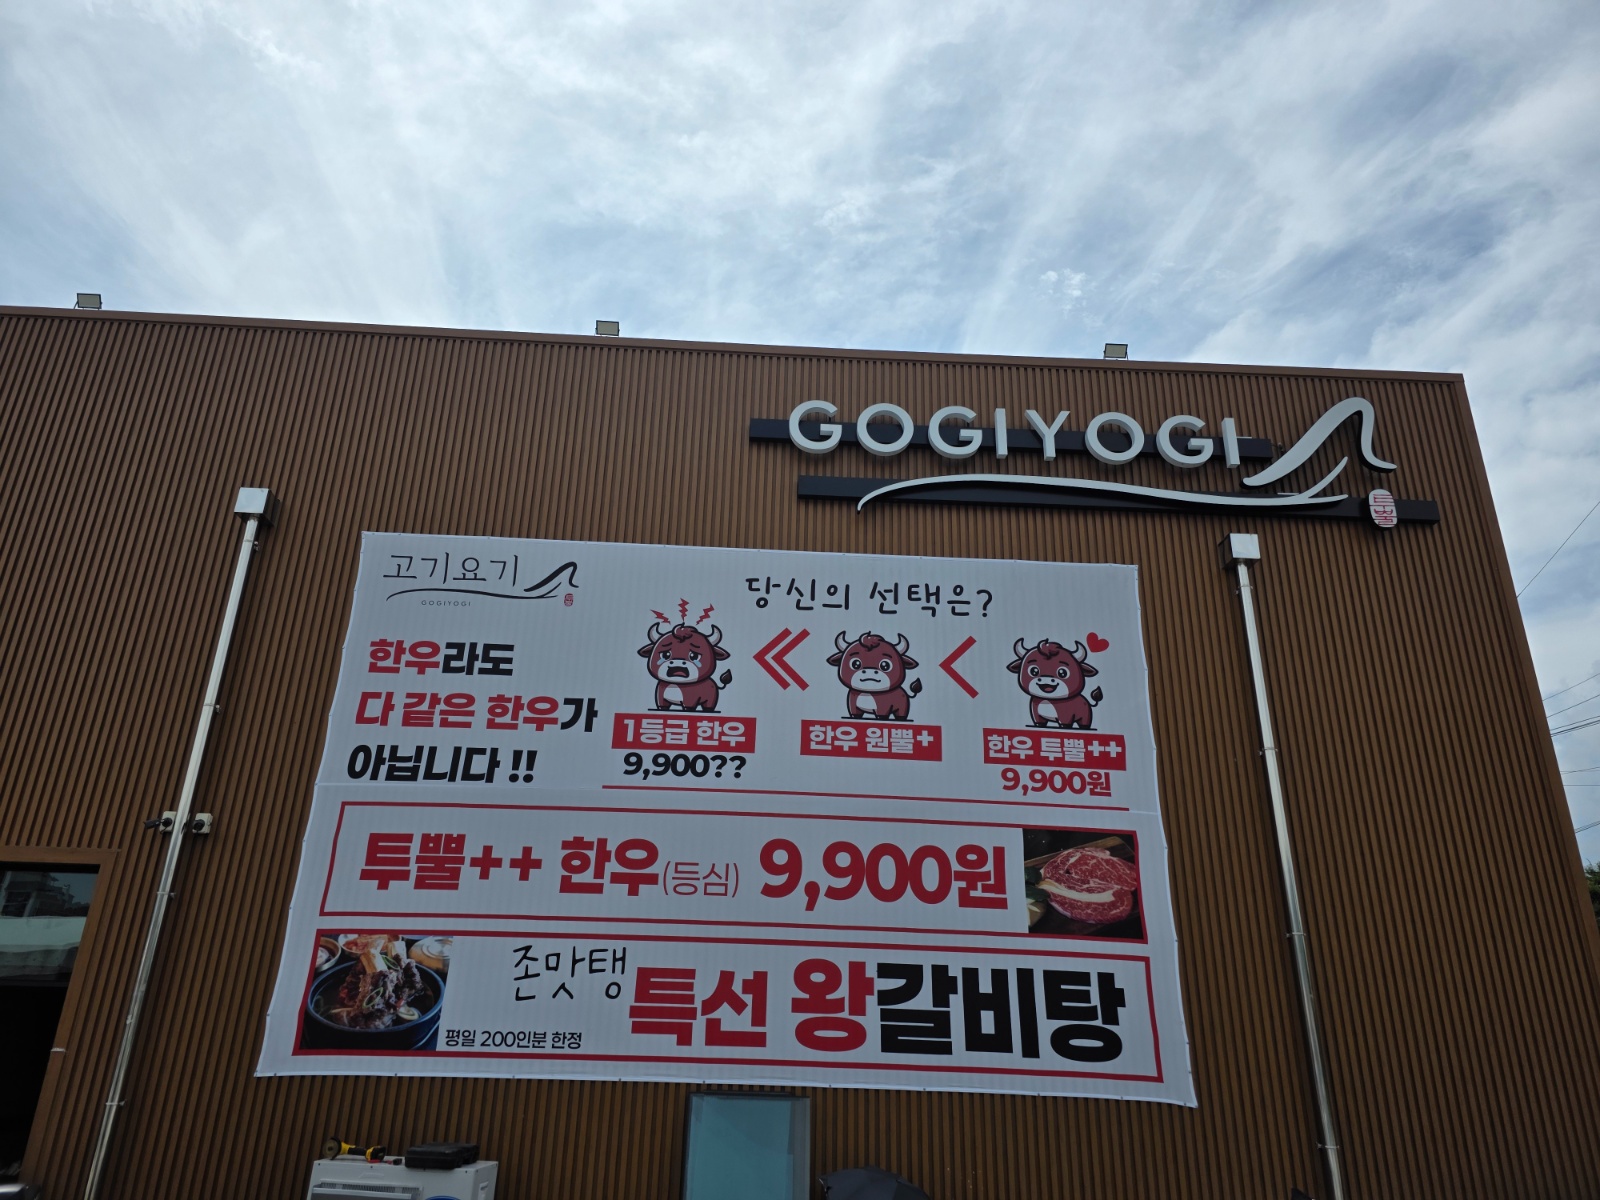 GOGIYOGI
투뿔
고기요기
GOGIYOGI
당신의 선택은?
한우라도
다 같은 한우가
아닙니다 !!
1등급 한우
9,900??
한우 원뿔+
한우 투뿔++
9,900원
투뿔++ 한우(등심) 9,900원
존맛탱
특선 왕갈비탕
평일 200인분 한정